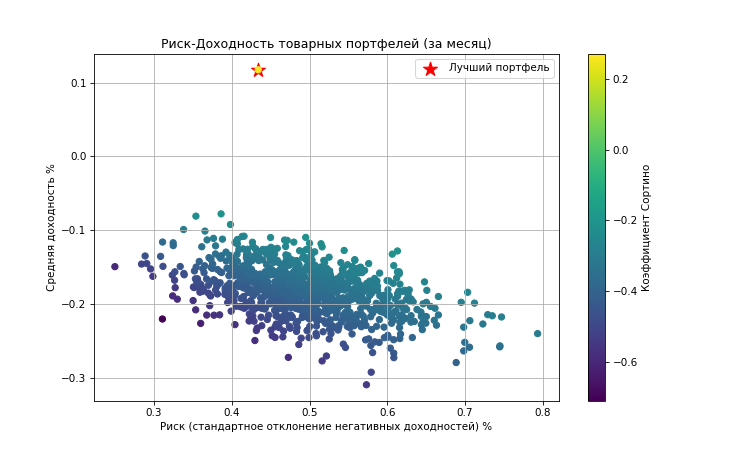 Риск-Доходность товарных портфелей (за месяц)
Лучший портфель
Средняя доходность %
0.1
0.0
−0.1
−0.2
−0.3
0.3 0.4 0.5 0.6 0.7 0.8
Риск (стандартное отклонение негативных доходностей) %
0.2
0.0
−0.2
−0.4
−0.6
Коэффициент Сортино